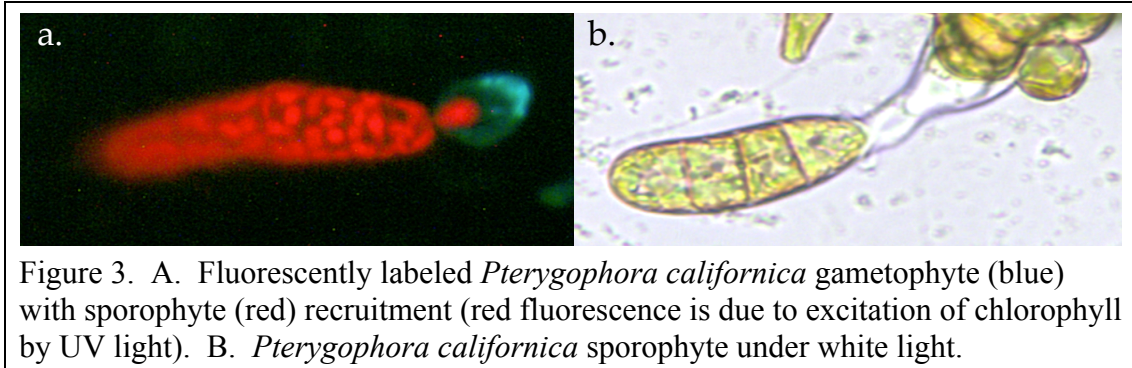 a.
b.
Figure 3.  A.  Fluorescently labeled Pterygophora californica gametophyte (blue)
with sporophyte (red) recruitment (red fluorescence is due to excitation of chlorophyll
by UV light).  B.  Pterygophora californica sporophyte under white light.